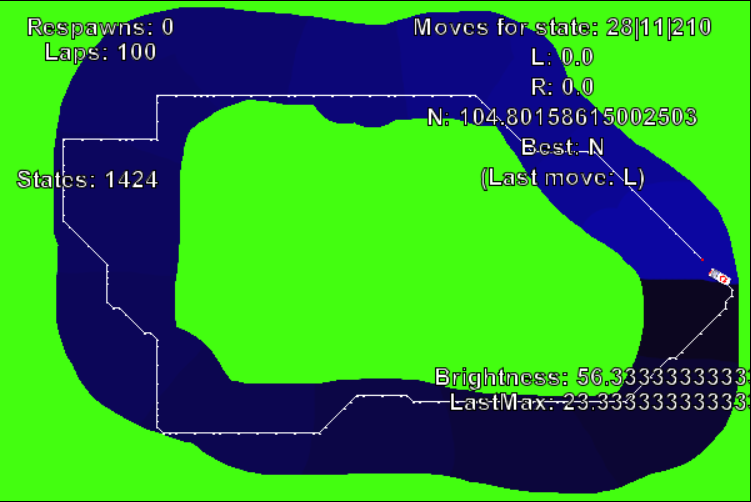 Respawns: 0
Laps: 100
Moves for state: 28|11|210
L: 0.0
R: 0.0
N: 104.80158615002503
Best: N
(Last move: L)
States: 1424
Brightness: 56.3333333333
LastMax: 23.3333333333